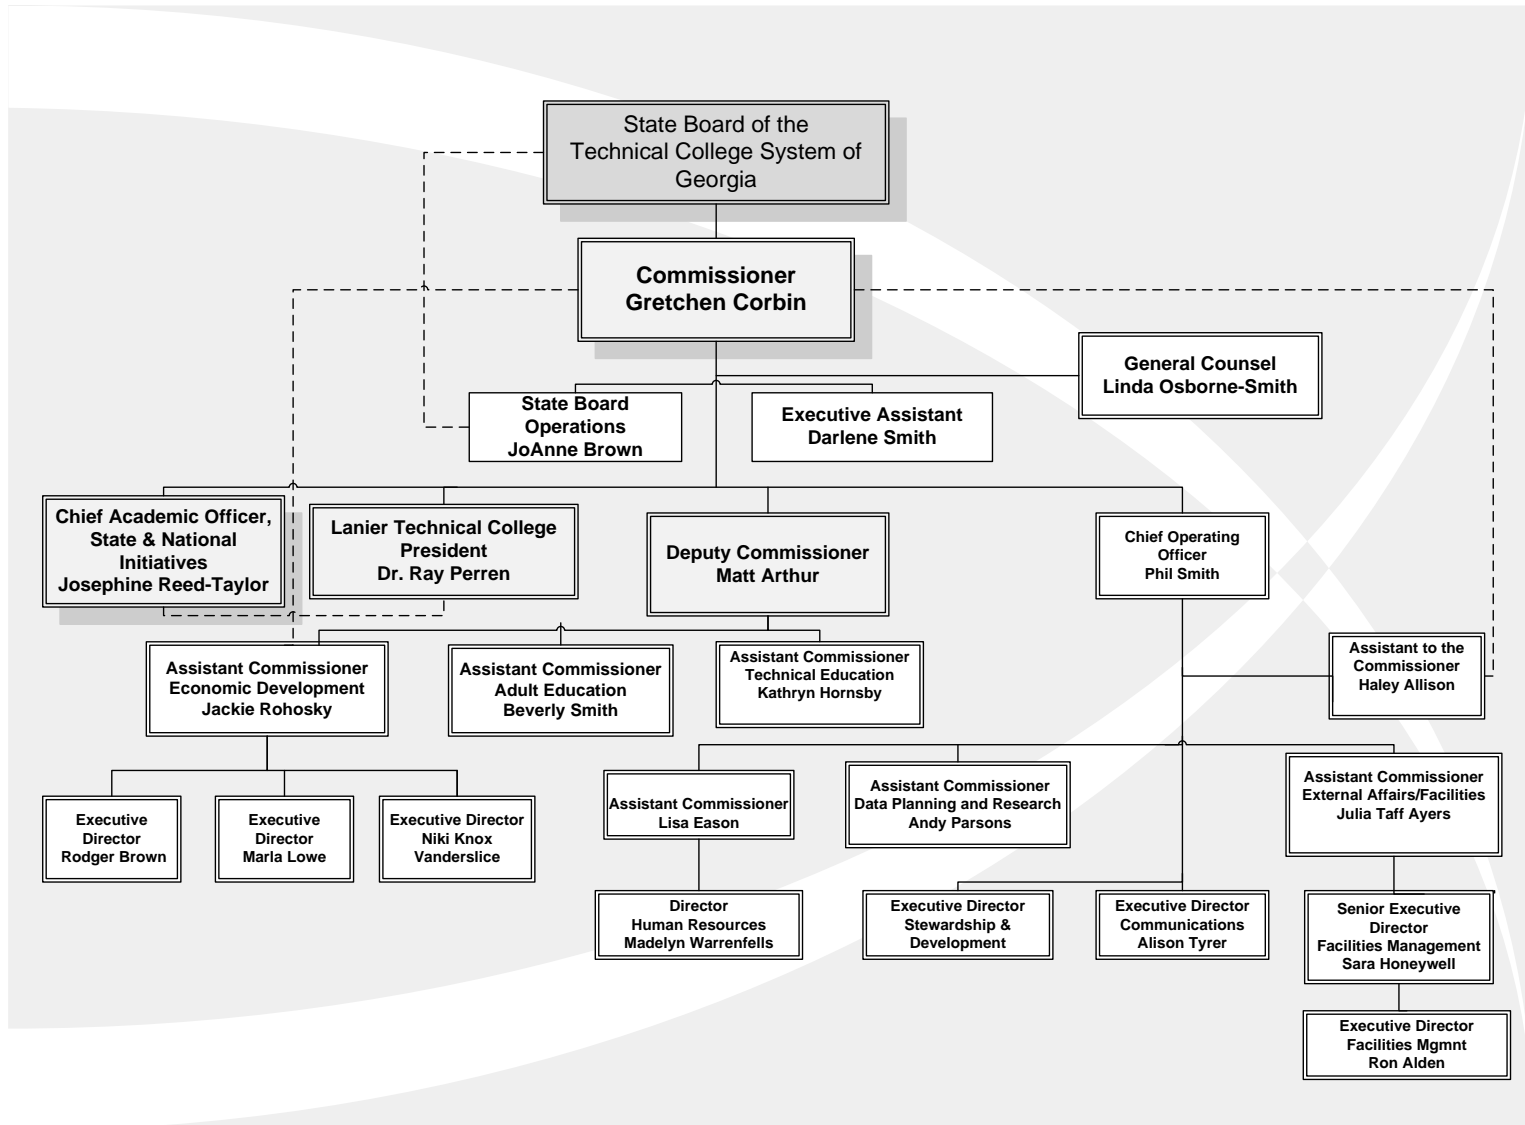 State Board of the
Technical College System of
Georgia
Commissioner
Gretchen Corbin
General Counsel
Linda Osborne-Smith
State Board
Operations
JoAnne Brown
Executive Assistant
Darlene Smith
Chief Academic Officer,
State & National
Initiatives
Josephine Reed-Taylor
Lanier Technical College
President
Dr. Ray Perren
Deputy Commissioner
Matt Arthur
Chief Operating
Officer
Phil Smith
Assistant Commissioner
Economic Development
Jackie Rohosky
Assistant Commissioner
Adult Education
Beverly Smith
Assistant Commissioner
Technical Education
Kathryn Hornsby
Assistant to the
Commissioner
Haley Allison
Executive
Director
Rodger Brown
Executive
Director
Marla Lowe
Executive Director
Niki Knox
Vanderslice
Assistant Commissioner
Lisa Eason
Assistant Commissioner
Data Planning and Research
Andy Parsons
Assistant Commissioner
External Affairs/Facilities
Julia Taff Ayers
Director
Human Resources
Madelyn Warrenfells
Executive Director
Stewardship &
Development
Executive Director
Communications
Alison Tyrer
Senior Executive
Director
Facilities Management
Sara Honeywell
Executive Director
Facilities Mgmnt
Ron Alden